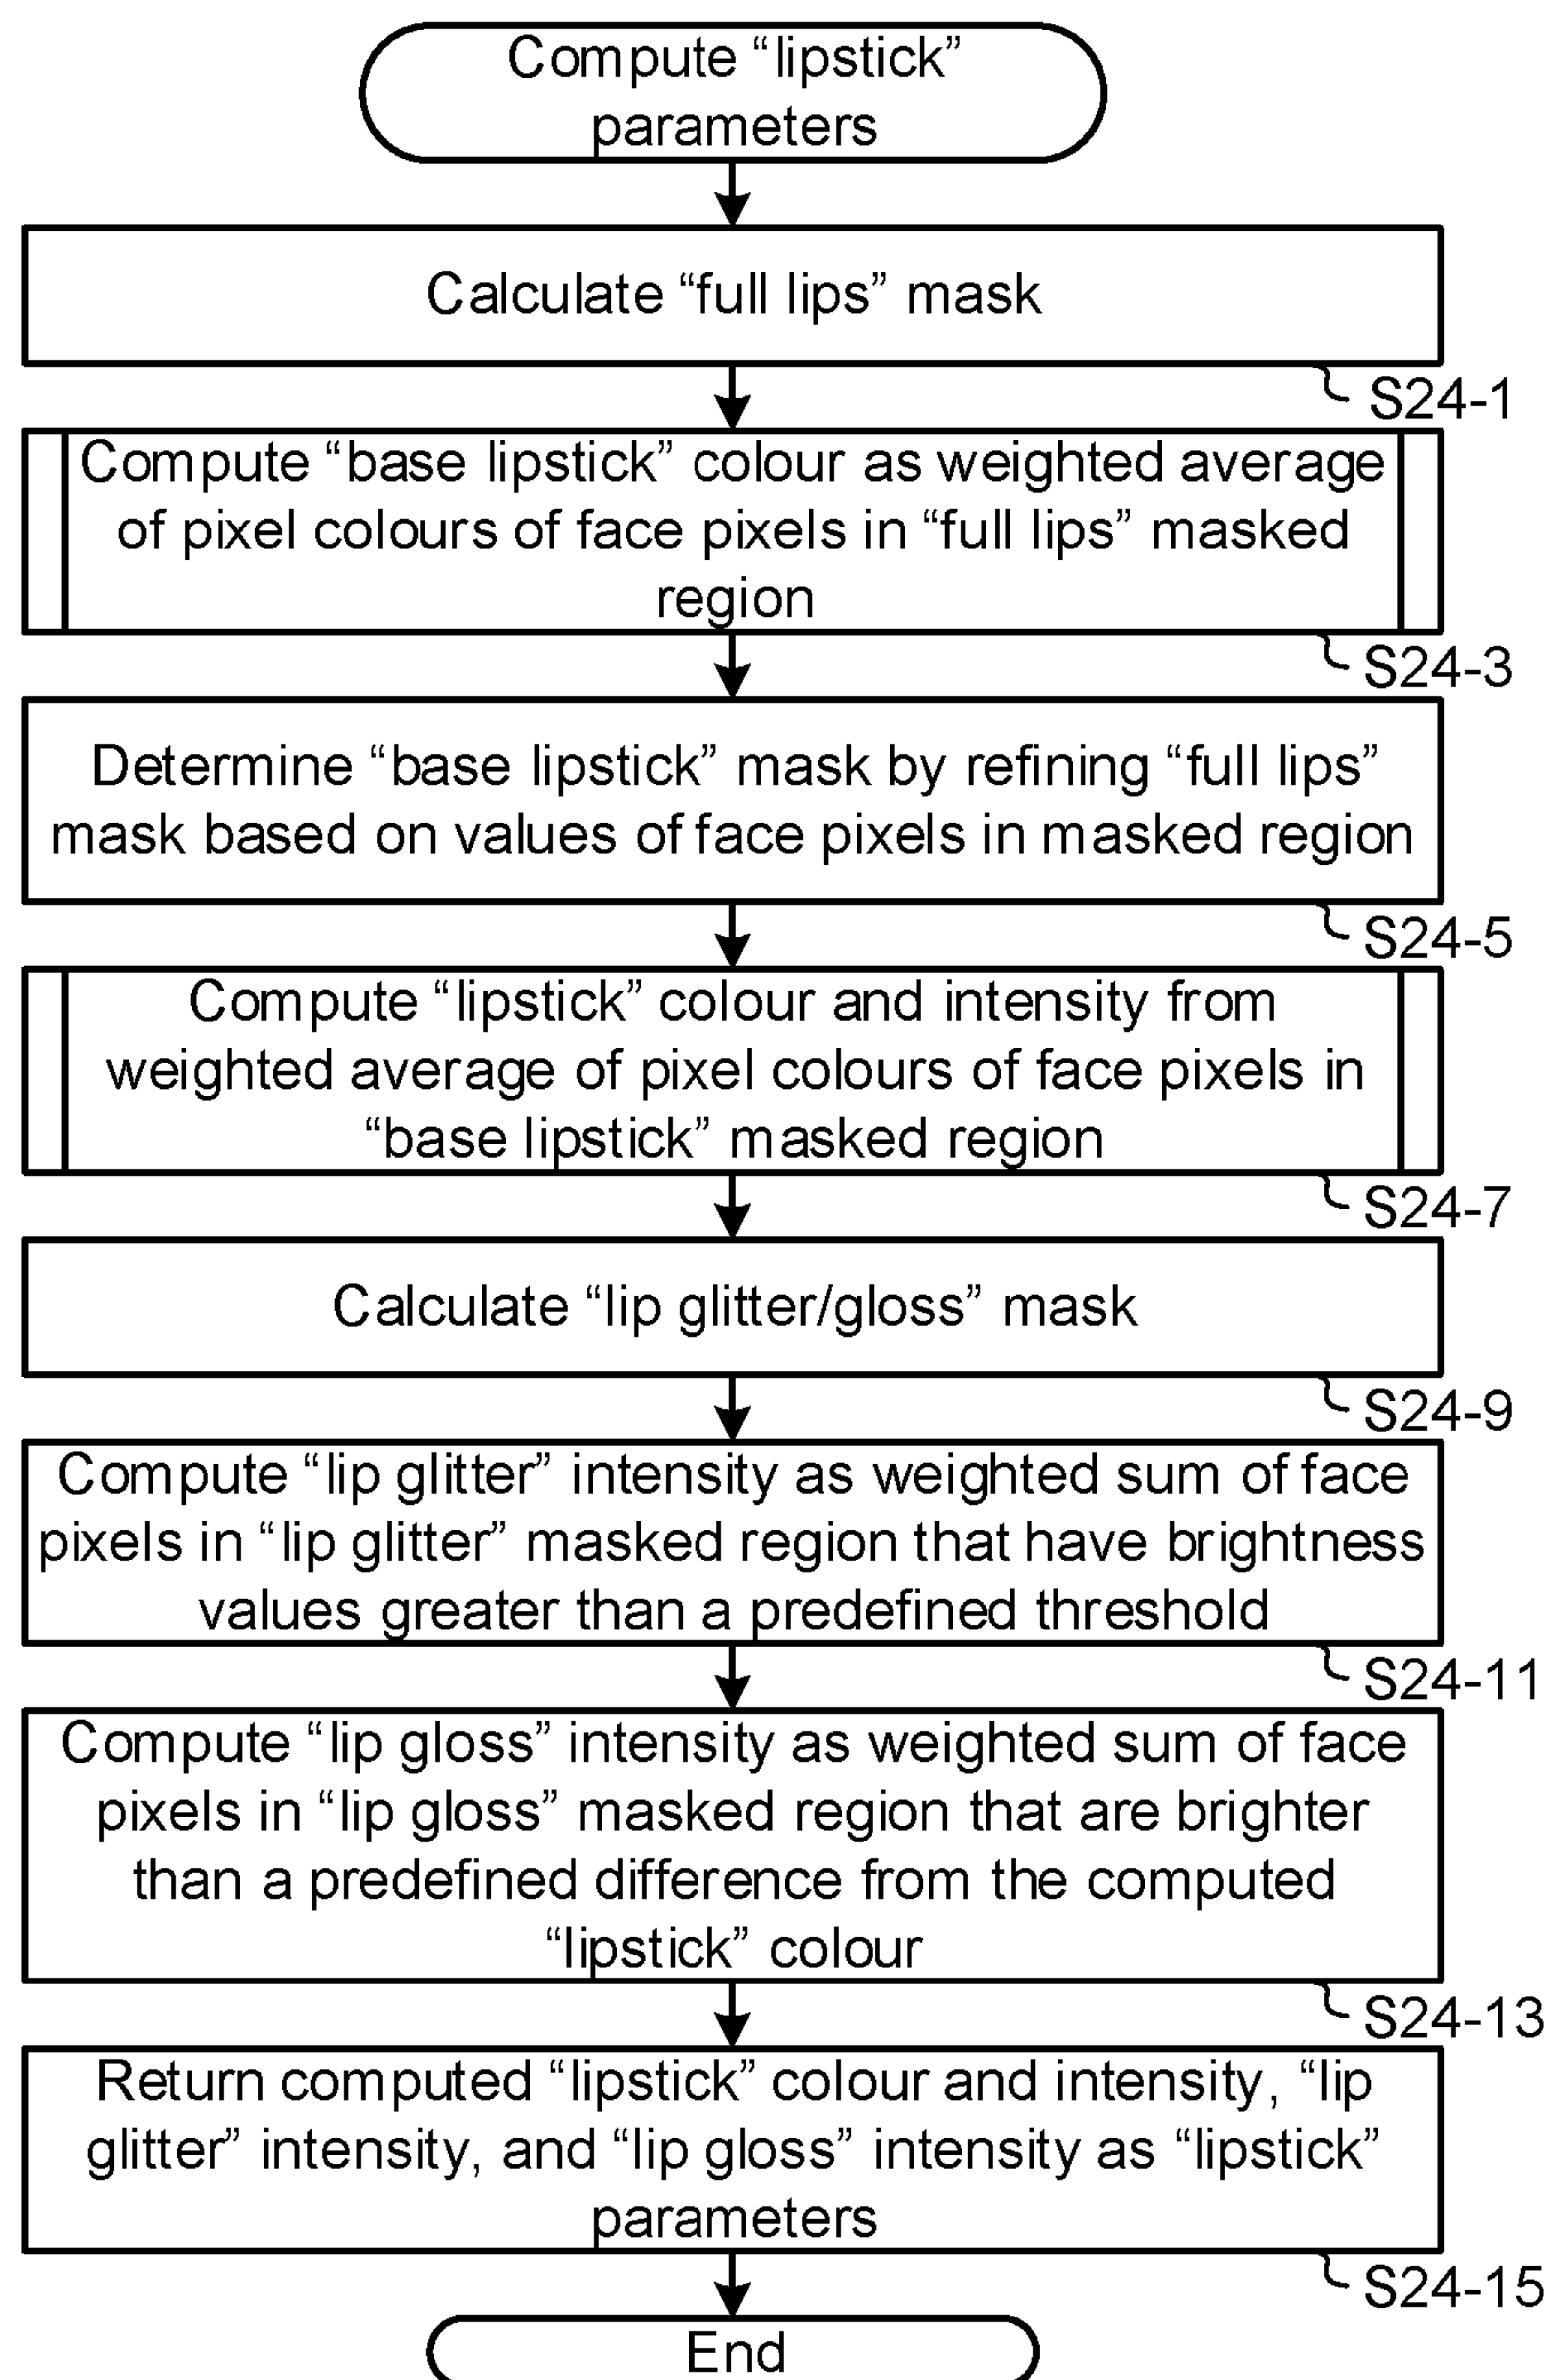 Compute “lipstick”
parameters
Calculate “full lips” mask
S24-1
Compute “base lipstick” colour as weighted average
of pixel colours of face pixels in “full lips” masked
region
S24-3
Determine “base lipstick” mask by refining “full lips”
mask based on values of face pixels in masked region
S24-5
Compute “lipstick” colour and intensity from
weighted average of pixel colours of face pixels in
“base lipstick” masked region
S24-7
Calculate “lip glitter/gloss” mask
S24-9
Compute “lip glitter” intensity as weighted sum of face
pixels in “lip glitter” masked region that have brightness
values greater than a predefined threshold
S24-11
Compute “lip gloss” intensity as weighted sum of face
pixels in “lip gloss” masked region that are brighter
than a predefined difference from the computed
“lipstick” colour
S24-13
Return computed “lipstick” colour and intensity, “lip
glitter” intensity, and “lip gloss” intensity as “lipstick”
parameters
S24-15
End